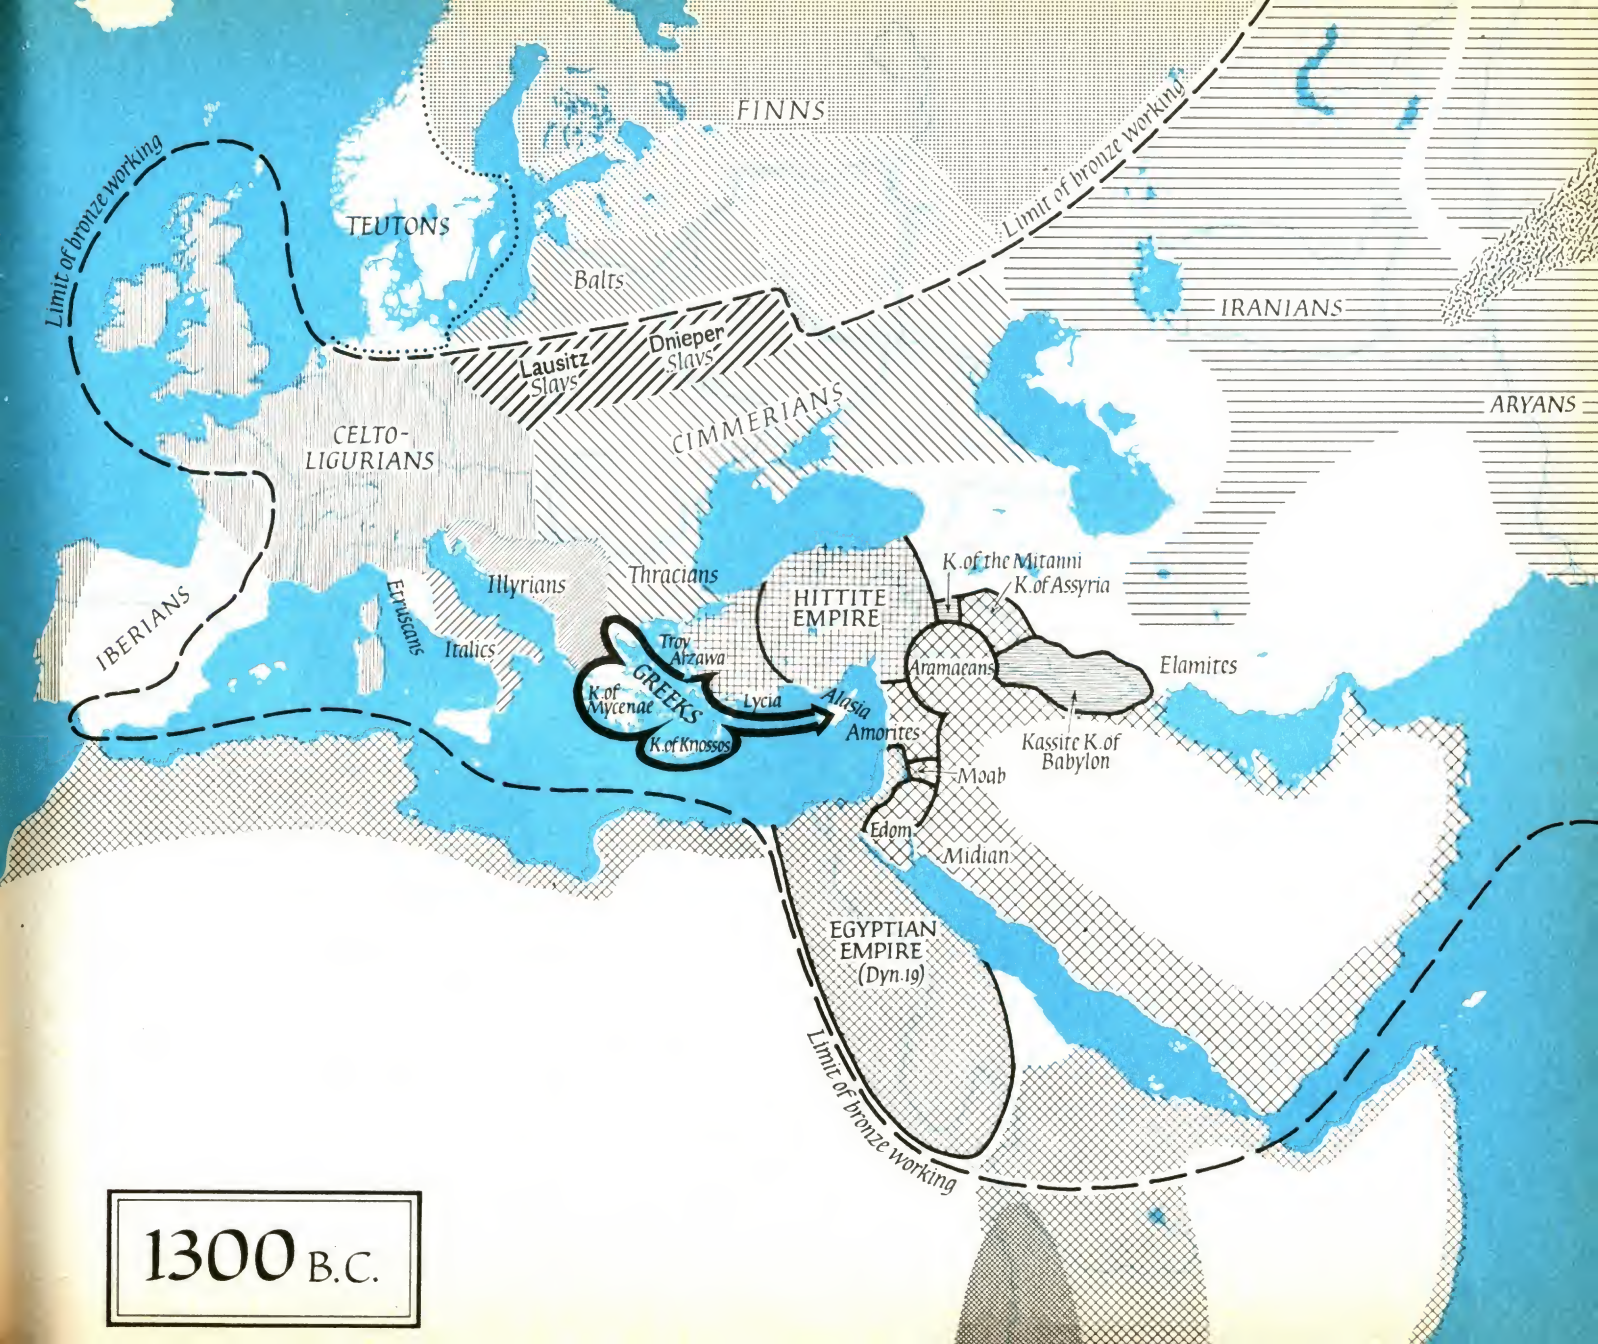 FINNS
Limit of bronze working
Limit of bronze working
TEUTONS
Balts
IRANIANS
Dnieper
Slavs
Lausitz
Slavs
ARYANS
CIMMERIANS
CELTO-
LIGURIANS
K. of the Mitanni
K. of Assyria
Illyrians
Thracians
HITTITE
EMPIRE
IBERIANS
Etruscans
Italics
Troy
Arzawa
Aramaeans
Elamites
GREEKS
K. of
Mycenae
Lycia
Alasia
K. of Knossos
Amorites
Kassite K. of
Babylon
Moab
Edom
Midian
EGYPTIAN
EMPIRE
(Dyn. 19)
Limit of bronze working
1300 B.C.